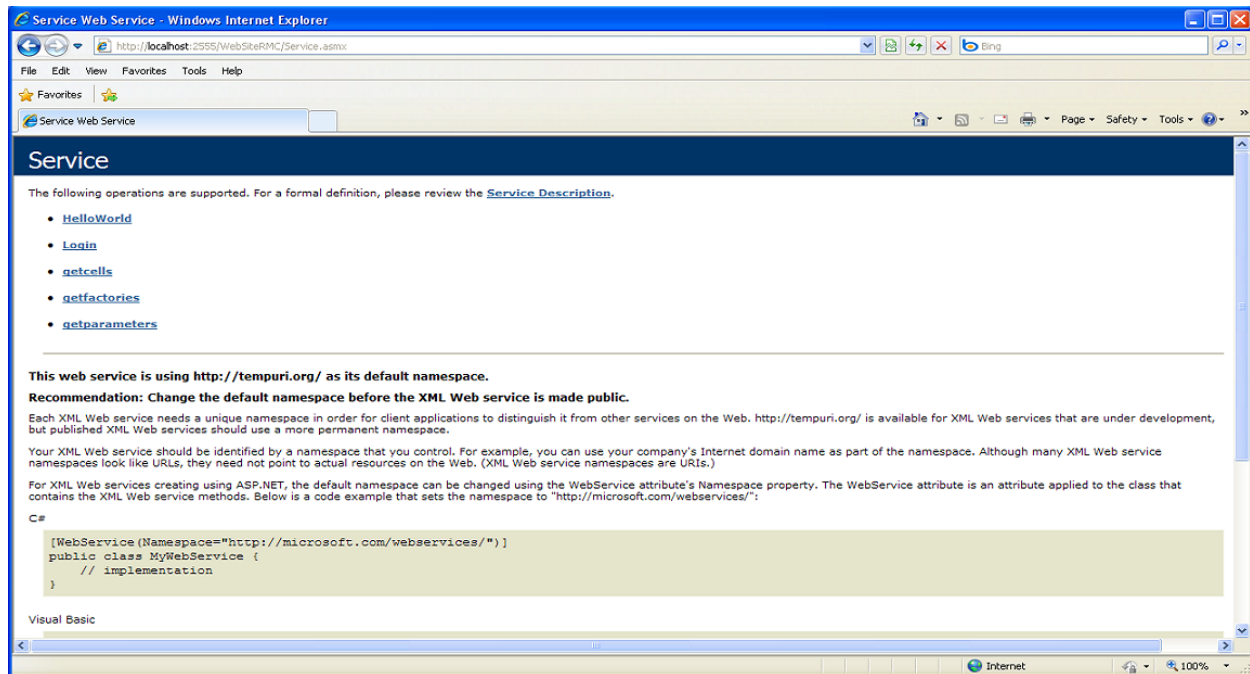 Service Web Service - Windows Internet Explorer
http://localhost:2555/WebSiteRMC/Service.asmx
Bing
File Edit View Favorites Tools Help
Favorites
Service Web Service
Page Safety Tools
Service
The following operations are supported. For a formal definition, please review the Service Description.
• HelloWorld
• Login
• getcells
• getfactories
• getparameters
This web service is using http://tempuri.org/ as its default namespace.
Recommendation: Change the default namespace before the XML Web service is made public.
Each XML Web service needs a unique namespace in order for client applications to distinguish it from other services on the Web. http://tempuri.org/ is available for XML Web services that are under development,
but published XML Web services should use a more permanent namespace.
Your XML Web service should be identified by a namespace that you control. For example, you can use your company's Internet domain name as part of the namespace. Although many XML Web service
namespaces look like URLs, they need not point to actual resources on the Web. (XML Web service namespaces are URIs.)
For XML Web services creating using ASP.NET, the default namespace can be changed using the WebService attribute's Namespace property. The WebService attribute is an attribute applied to the class that
contains the XML Web service methods. Below is a code example that sets the namespace to "http://microsoft.com/webservices/":
C#
[WebService(Namespace="http://microsoft.com/webservices/")]
public class MyWebService {
    // implementation
}
Visual Basic
Internet
100%